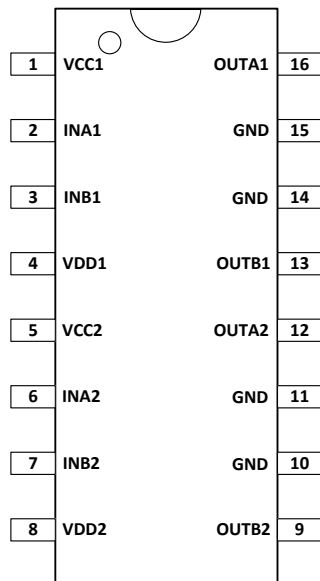 1 VCC1 OUTA1 16
2 INA1 GND 15
3 INB1 GND 14
4 VDD1 OUTB1 13
5 VCC2 OUTA2 12
6 INA2 GND 11
7 INB2 GND 10
8 VDD2 OUTB2 9